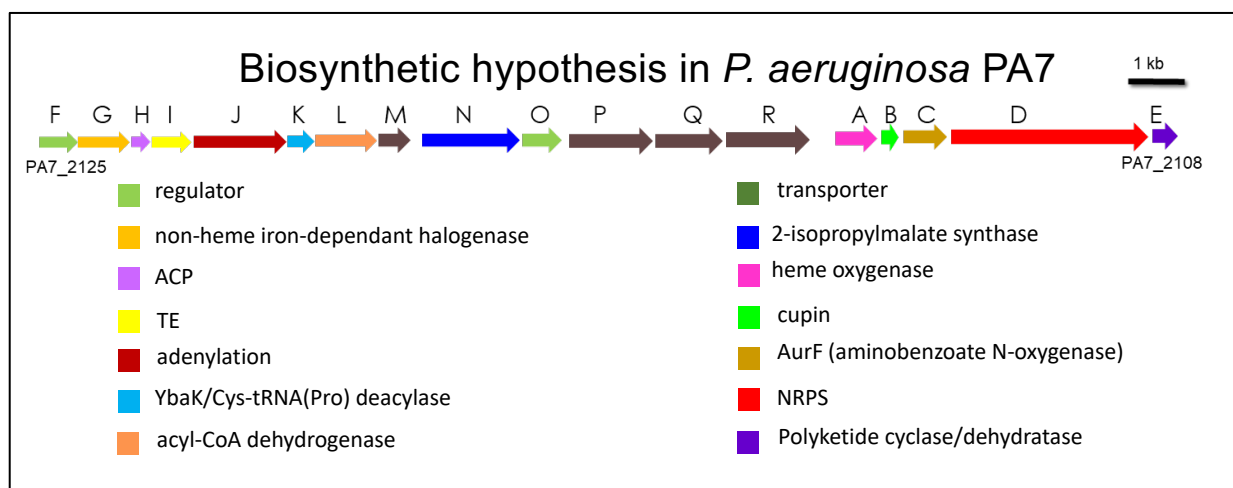 Biosynthetic hypothesis in P. aeruginosa PA7
1 kb
F G H I J K L M N O P Q R A B C D E
PA7_2125
PA7_2108
regulator
non-heme iron-dependant halogenase
ACP
TE
adenylation
YbaK/Cys-tRNA(Pro) deacylase
acyl-CoA dehydrogenase
transporter
2-isopropylmalate synthase
heme oxygenase
cupin
AurF (aminobenzoate N-oxygenase)
NRPS
Polyketide cyclase/dehydratase